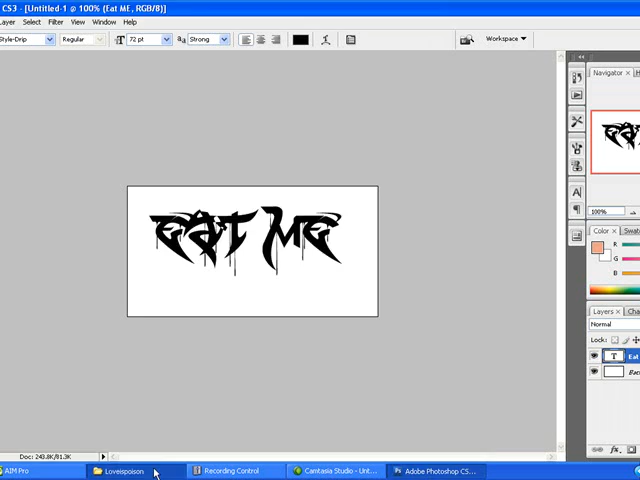 CS3 - [Untitled-1 @ 100% (Eat ME, RGB/8)]
Layer Select Filter View Window Help
Style-Drip Regular 72 pt Strong Workspace
Navigator
EAT ME
100%
Color Swatc
R
G
B
Layers Cha
Normal
Lock:
T Eat
Bac
Doc: 243.8K/81.3K
AIM Pro Loveispoison Recording Control Camtasia Studio - Unt... Adobe Photoshop CS...